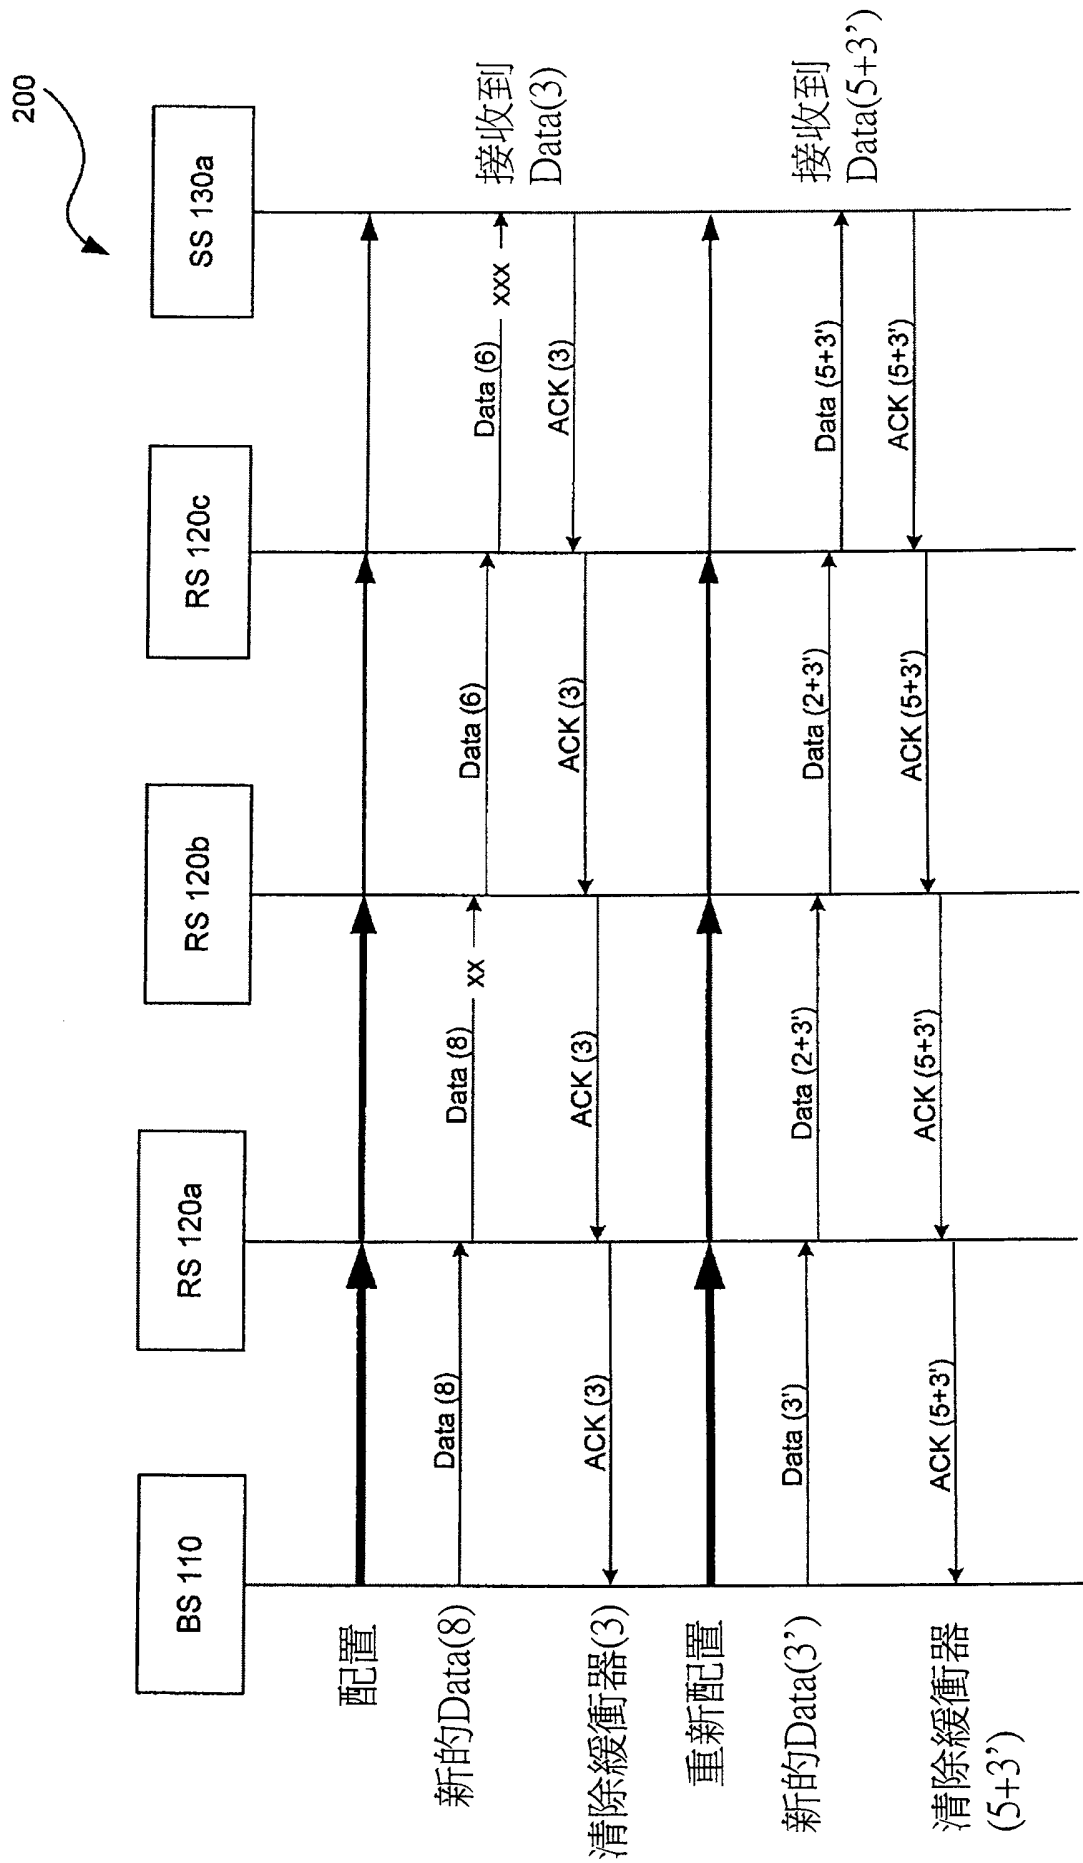 200
BS 110
RS 120a
RS 120b
RS 120c
SS 130a
配置
新的Data(8)
Data (8)
Data (8)
xx
Data (6)
Data (6)
xxx
接收到
Data(3)
清除緩衝器(3)
ACK (3)
ACK (3)
ACK (3)
ACK (3)
重新配置
新的Data(3’)
Data (3')
Data (2+3')
Data (2+3')
Data (5+3')
接收到
Data(5+3’)
清除緩衝器
(5+3’)
ACK (5+3')
ACK (5+3')
ACK (5+3')
ACK (5+3')